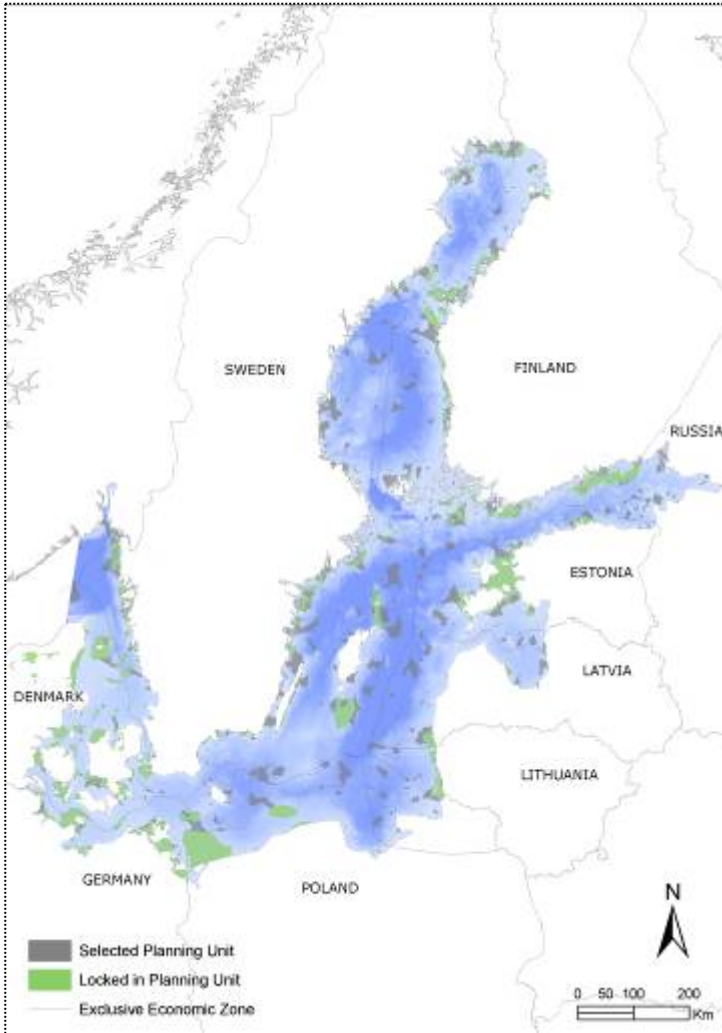 SWEDEN
FINLAND
RUSSIA
ESTONIA
LATVIA
DENMARK
LITHUANIA
GERMANY
POLAND
N
Selected Planning Unit
Locked in Planning Unit
Exclusive Economic Zone
0 50 100 200
Km